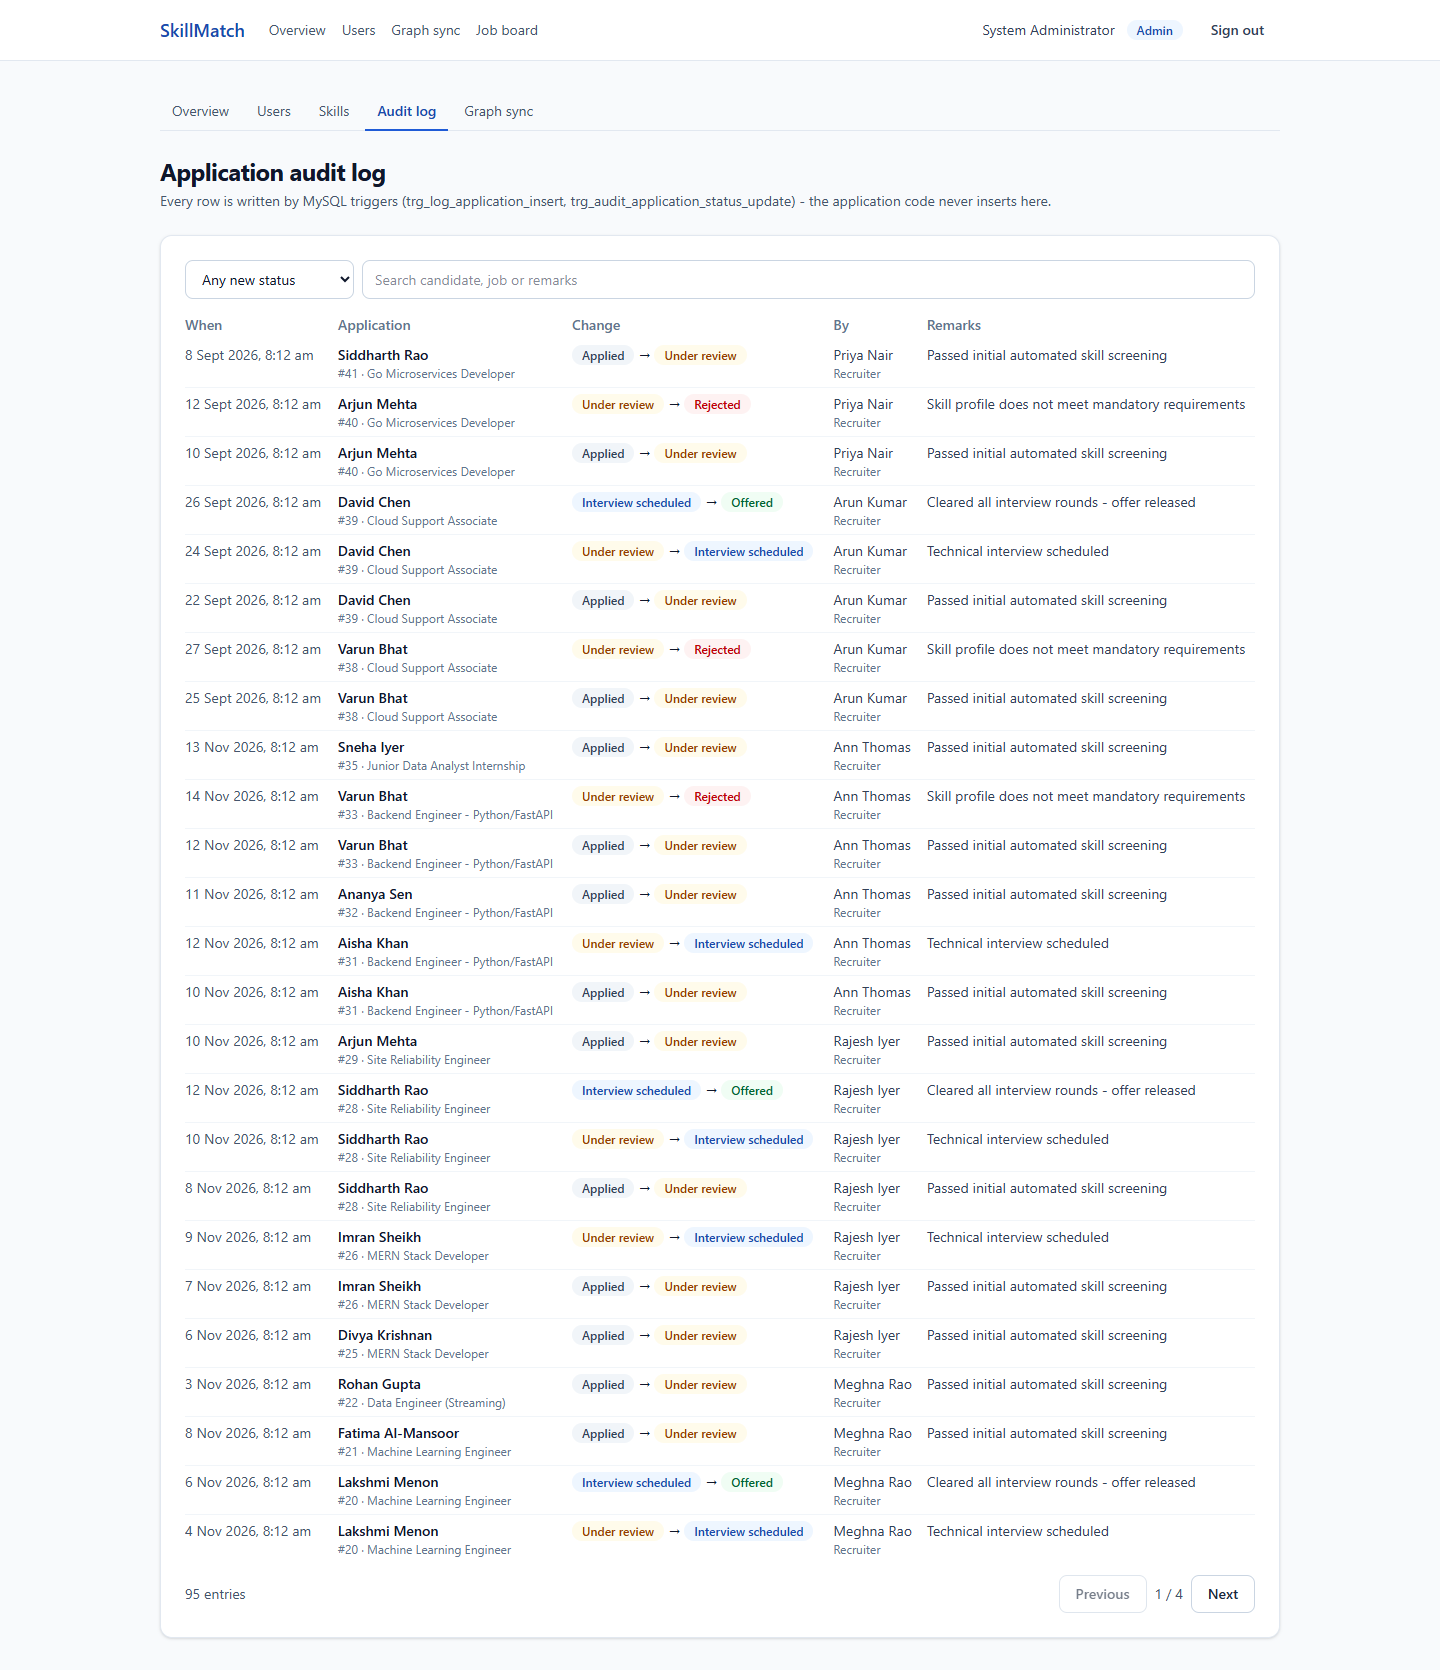 SkillMatch Overview Users Graph sync Job board System Administrator Admin Sign out
Overview Users Skills Audit log Graph sync
Application audit log
Every row is written by MySQL triggers (trg_log_application_insert, trg_audit_application_status_update) - the application code never inserts here.
Any new status Search candidate, job or remarks
When Application Change By Remarks
8 Sept 2026, 8:12 am Siddharth Rao Applied → Under review Priya Nair Passed initial automated skill screening
#41 · Go Microservices Developer Recruiter
12 Sept 2026, 8:12 am Arjun Mehta Under review → Rejected Priya Nair Skill profile does not meet mandatory requirements
#40 · Go Microservices Developer Recruiter
10 Sept 2026, 8:12 am Arjun Mehta Applied → Under review Priya Nair Passed initial automated skill screening
#40 · Go Microservices Developer Recruiter
26 Sept 2026, 8:12 am David Chen Interview scheduled → Offered Arun Kumar Cleared all interview rounds - offer released
#39 · Cloud Support Associate Recruiter
24 Sept 2026, 8:12 am David Chen Under review → Interview scheduled Arun Kumar Technical interview scheduled
#39 · Cloud Support Associate Recruiter
22 Sept 2026, 8:12 am David Chen Applied → Under review Arun Kumar Passed initial automated skill screening
#39 · Cloud Support Associate Recruiter
27 Sept 2026, 8:12 am Varun Bhat Under review → Rejected Arun Kumar Skill profile does not meet mandatory requirements
#38 · Cloud Support Associate Recruiter
25 Sept 2026, 8:12 am Varun Bhat Applied → Under review Arun Kumar Passed initial automated skill screening
#38 · Cloud Support Associate Recruiter
13 Nov 2026, 8:12 am Sneha Iyer Applied → Under review Ann Thomas Passed initial automated skill screening
#35 · Junior Data Analyst Internship Recruiter
14 Nov 2026, 8:12 am Varun Bhat Under review → Rejected Ann Thomas Skill profile does not meet mandatory requirements
#33 · Backend Engineer - Python/FastAPI Recruiter
12 Nov 2026, 8:12 am Varun Bhat Applied → Under review Ann Thomas Passed initial automated skill screening
#33 · Backend Engineer - Python/FastAPI Recruiter
11 Nov 2026, 8:12 am Ananya Sen Applied → Under review Ann Thomas Passed initial automated skill screening
#32 · Backend Engineer - Python/FastAPI Recruiter
12 Nov 2026, 8:12 am Aisha Khan Under review → Interview scheduled Ann Thomas Technical interview scheduled
#31 · Backend Engineer - Python/FastAPI Recruiter
10 Nov 2026, 8:12 am Aisha Khan Applied → Under review Ann Thomas Passed initial automated skill screening
#31 · Backend Engineer - Python/FastAPI Recruiter
10 Nov 2026, 8:12 am Arjun Mehta Applied → Under review Rajesh Iyer Passed initial automated skill screening
#29 · Site Reliability Engineer Recruiter
12 Nov 2026, 8:12 am Siddharth Rao Interview scheduled → Offered Rajesh Iyer Cleared all interview rounds - offer released
#28 · Site Reliability Engineer Recruiter
10 Nov 2026, 8:12 am Siddharth Rao Under review → Interview scheduled Rajesh Iyer Technical interview scheduled
#28 · Site Reliability Engineer Recruiter
8 Nov 2026, 8:12 am Siddharth Rao Applied → Under review Rajesh Iyer Passed initial automated skill screening
#28 · Site Reliability Engineer Recruiter
9 Nov 2026, 8:12 am Imran Sheikh Under review → Interview scheduled Rajesh Iyer Technical interview scheduled
#26 · MERN Stack Developer Recruiter
7 Nov 2026, 8:12 am Imran Sheikh Applied → Under review Rajesh Iyer Passed initial automated skill screening
#26 · MERN Stack Developer Recruiter
6 Nov 2026, 8:12 am Divya Krishnan Applied → Under review Rajesh Iyer Passed initial automated skill screening
#25 · MERN Stack Developer Recruiter
3 Nov 2026, 8:12 am Rohan Gupta Applied → Under review Meghna Rao Passed initial automated skill screening
#22 · Data Engineer (Streaming) Recruiter
8 Nov 2026, 8:12 am Fatima Al-Mansoor Applied → Under review Meghna Rao Passed initial automated skill screening
#21 · Machine Learning Engineer Recruiter
6 Nov 2026, 8:12 am Lakshmi Menon Interview scheduled → Offered Meghna Rao Cleared all interview rounds - offer released
#20 · Machine Learning Engineer Recruiter
4 Nov 2026, 8:12 am Lakshmi Menon Under review → Interview scheduled Meghna Rao Technical interview scheduled
#20 · Machine Learning Engineer Recruiter
95 entries Previous 1 / 4 Next